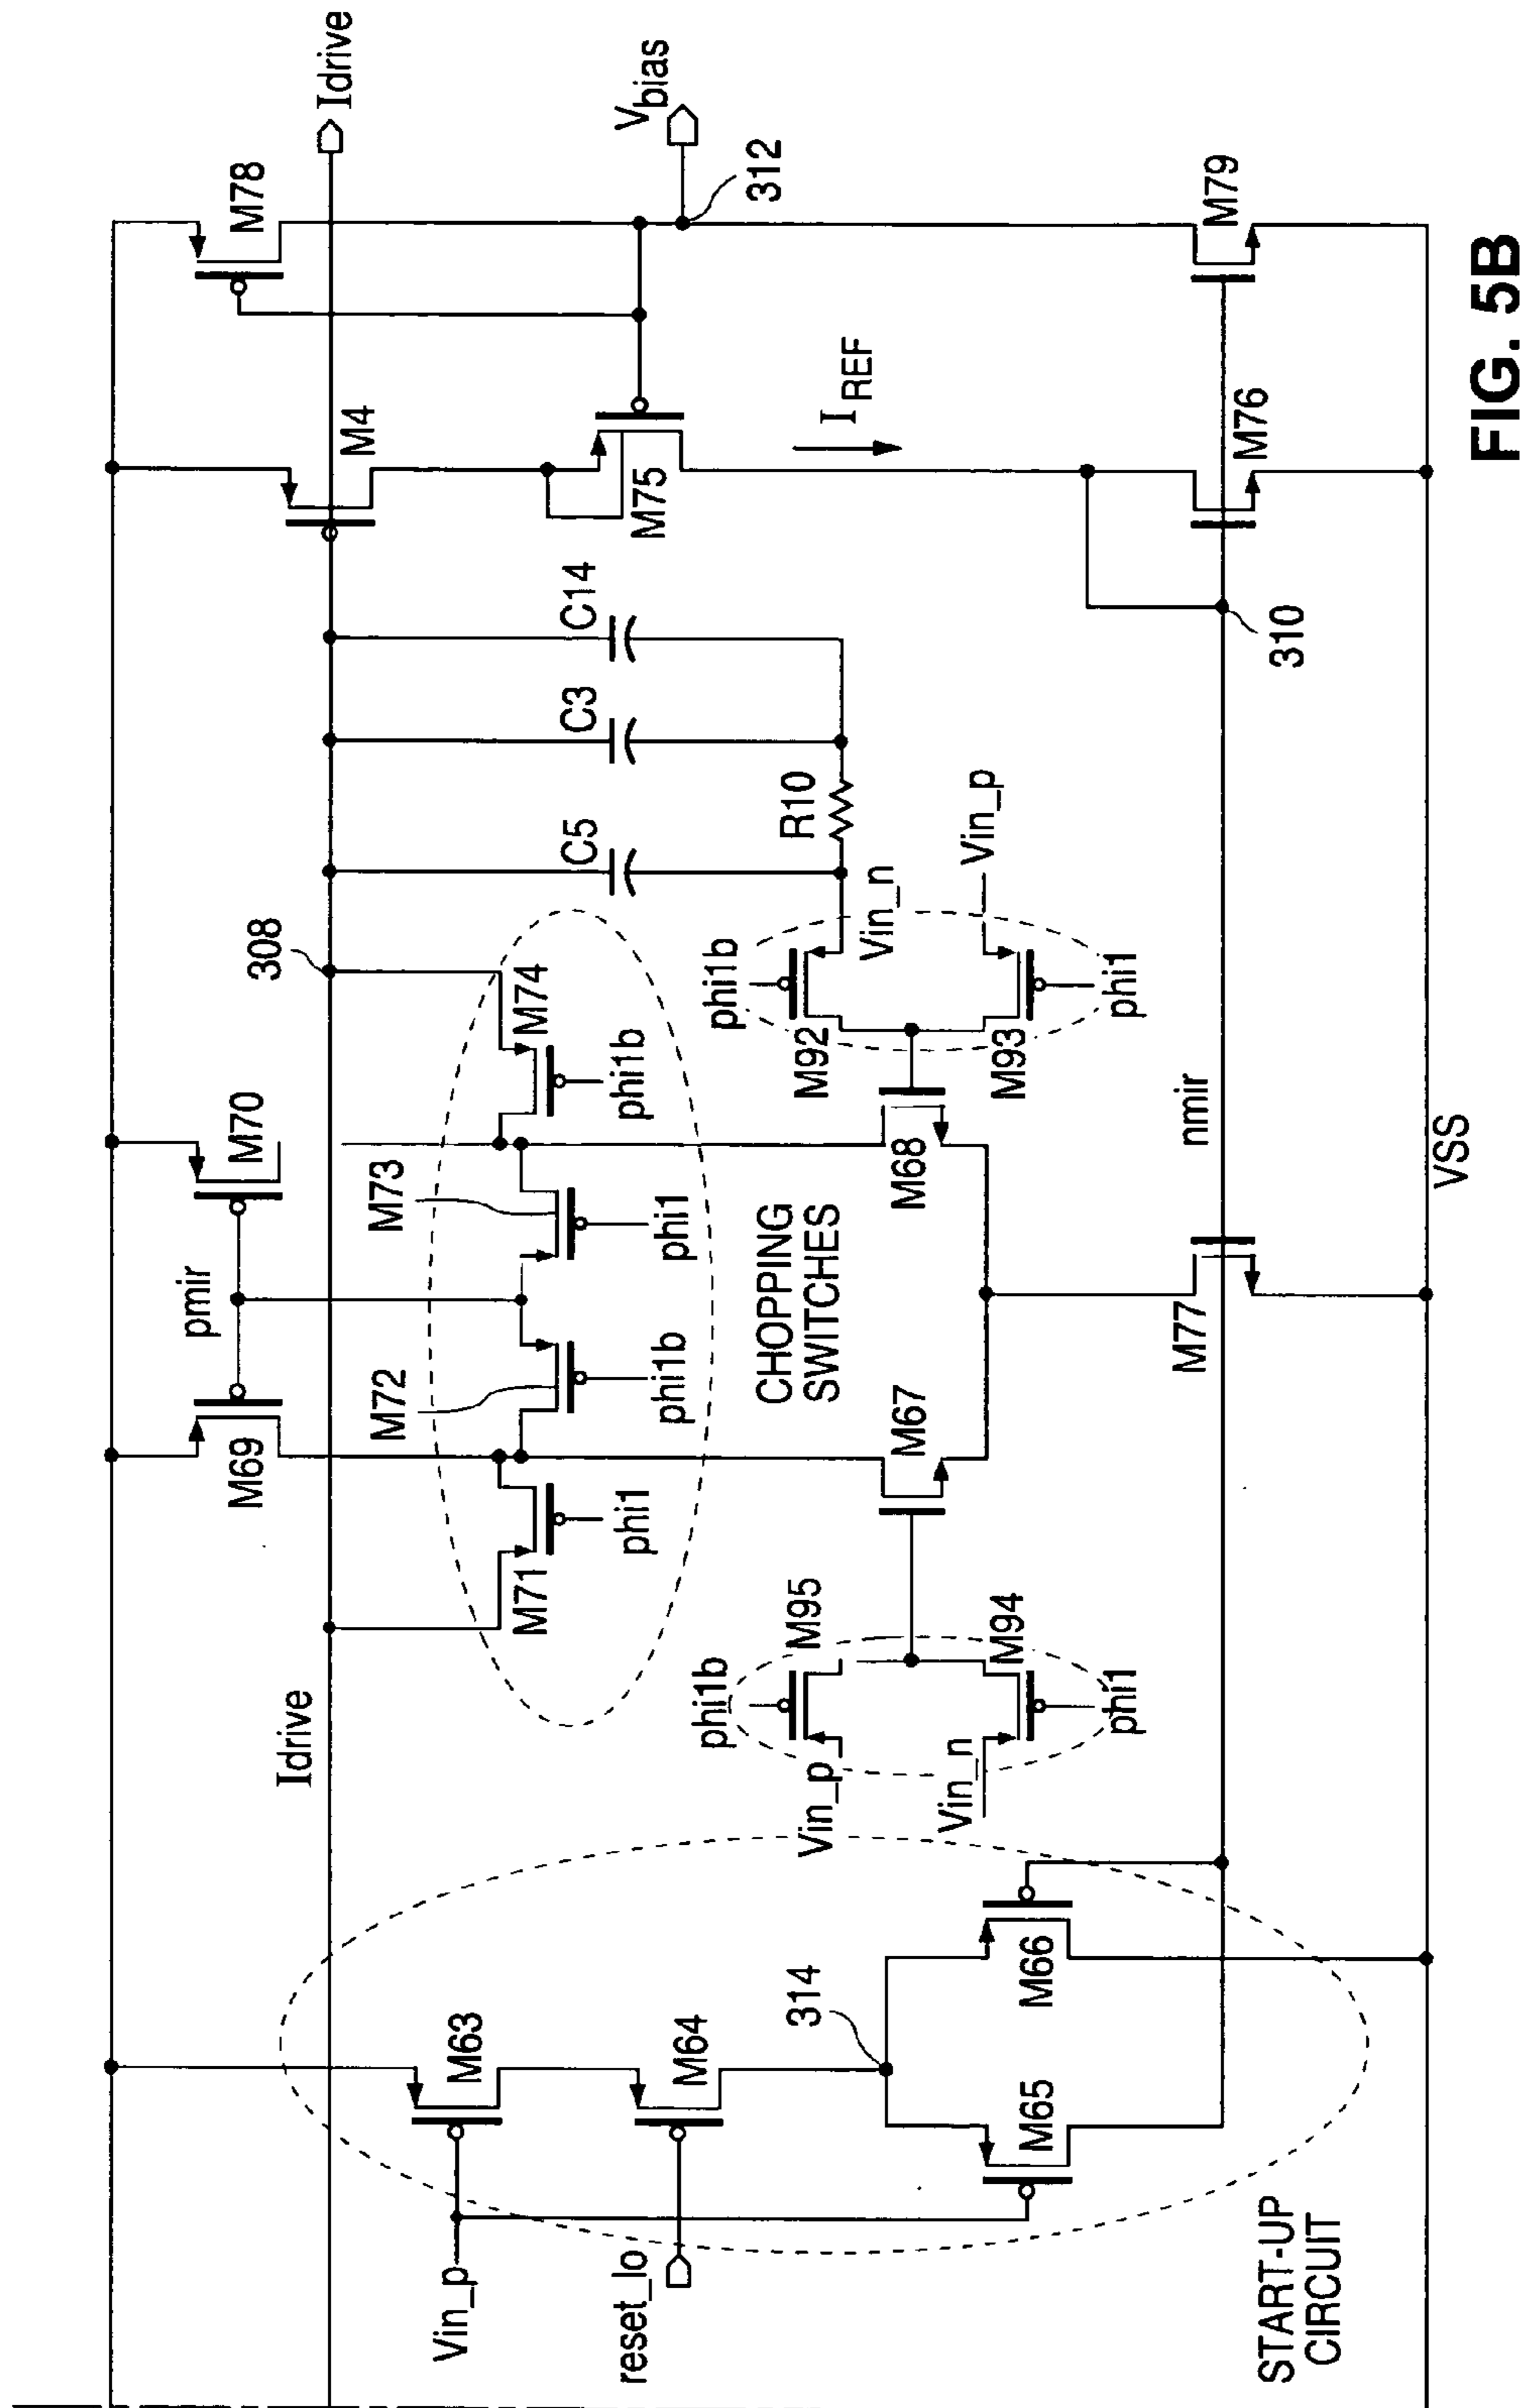 Idrive
Idrive
Vbias
312
M78
M4
M75
IREF
M79
M76
310
C14
C3
C5
R10
308
pmir
M70
M69
M74
phi1b
M73
phi1
M72
phi1b
M71
phi1
CHOPPING
SWITCHES
phi1b
M92
Vin_n
Vin_p
M93
phi1
M68
M67
phi1b
M95
Vin_p
Vin_n
M94
phi1
nmir
M77
VSS
M63
M64
314
M66
M65
Vin_p
reset_lo
START-UP
CIRCUIT
FIG. 5B